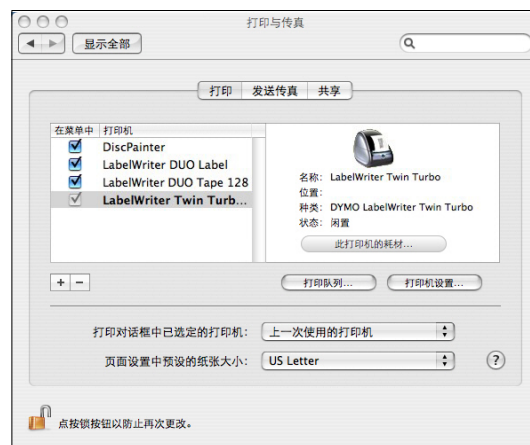 打印与传真
显示全部
打印 发送传真 共享
在菜单中 打印机
DiscPainter
LabelWriter DUO Label
LabelWriter DUO Tape 128
LabelWriter Twin Turb...
名称: LabelWriter Twin Turbo
位置:
种类: DYMO LabelWriter Twin Turbo
状态: 闲置
此打印机的耗材...
+ −
打印队列... 打印机设置...
打印对话框中已选定的打印机: 上一次使用的打印机
页面设置中预设的纸张大小: US Letter ?
点按锁按钮以防止再次更改。